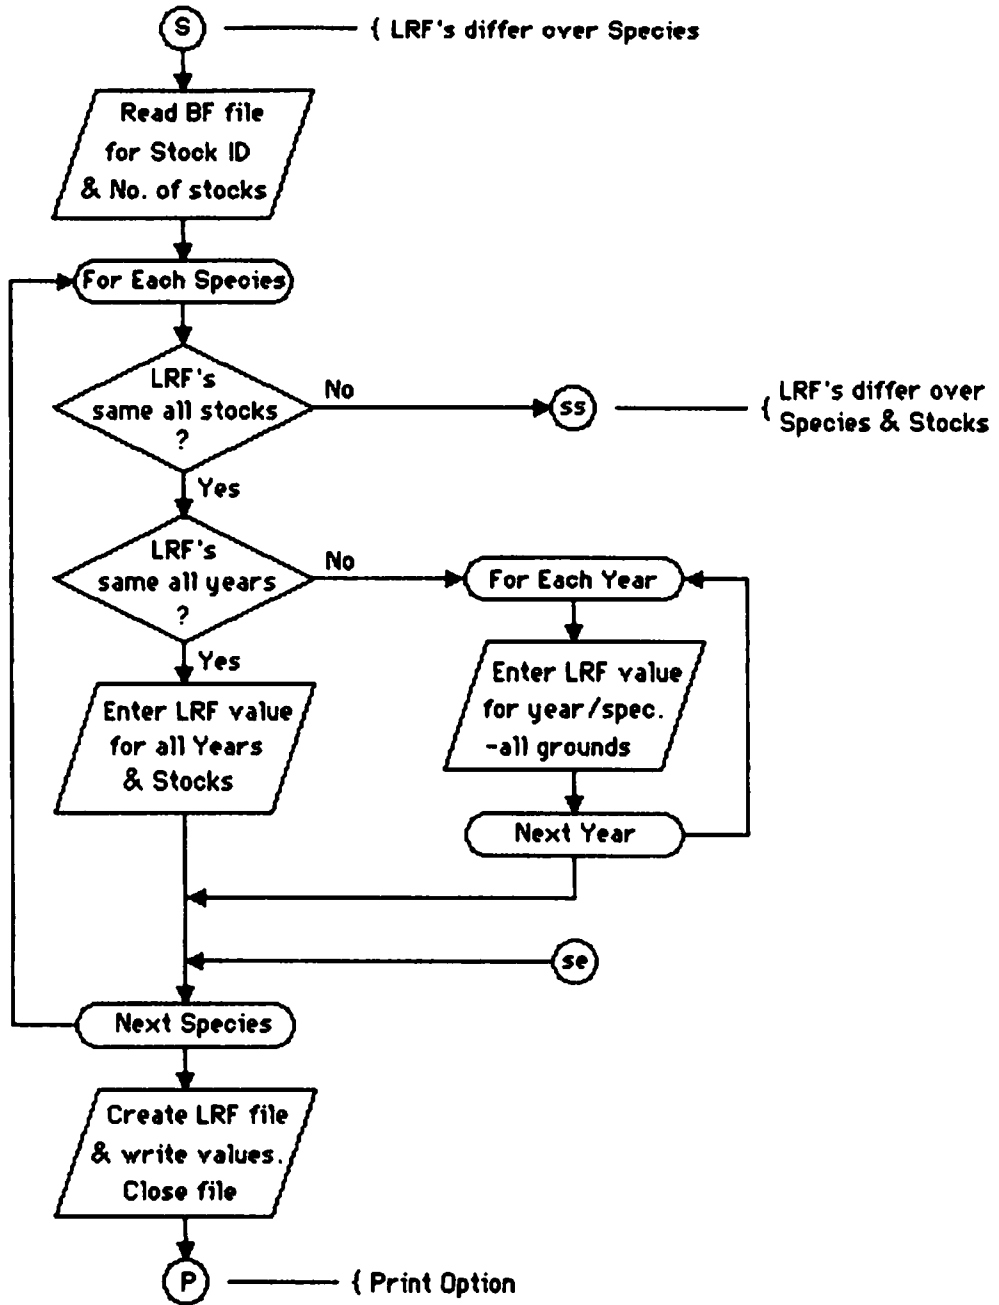 S
{ LRF's differ over Species
Read BF file
for Stock ID
& No. of stocks
For Each Species
LRF's
same all stocks
?
No
ss
{ LRF's differ over
Species & Stocks
Yes
LRF's
same all years
?
No
For Each Year
Yes
Enter LRF value
for year/spec.
-all grounds
Enter LRF value
for all Years
& Stocks
Next Year
se
Next Species
Create LRF file
& write values.
Close file
P
{ Print Option